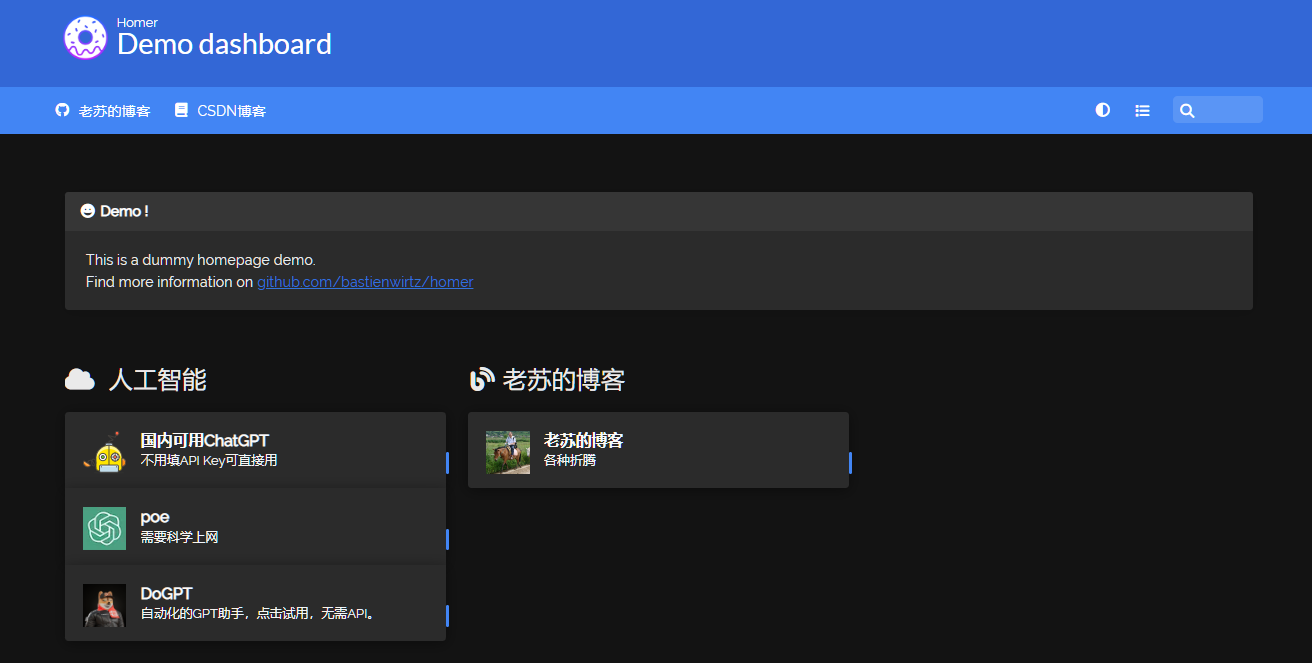 Homer
Demo dashboard
老苏的博客
CSDN博客
Demo !
This is a dummy homepage demo.
Find more information on github.com/bastienwirtz/homer
人工智能
国内可用ChatGPT
不用填API Key可直接用
poe
需要科学上网
DoGPT
自动化的GPT助手，点击试用，无需API。
老苏的博客
老苏的博客
各种折腾